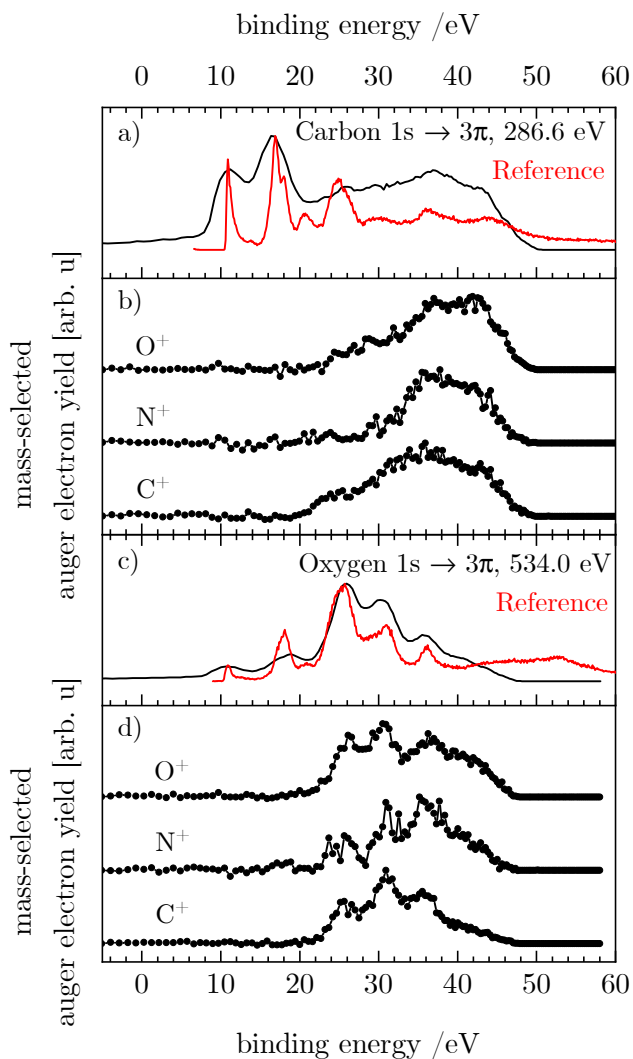 binding energy /eV
0 10 20 30 40 50 60
a) Carbon 1s → 3π, 286.6 eV
Reference
b)
O⁺
N⁺
C⁺
mass-selected
auger electron yield [arb. u]
c) Oxygen 1s → 3π, 534.0 eV
Reference
d)
O⁺
N⁺
C⁺
mass-selected
auger electron yield [arb. u]
0 10 20 30 40 50 60
binding energy /eV